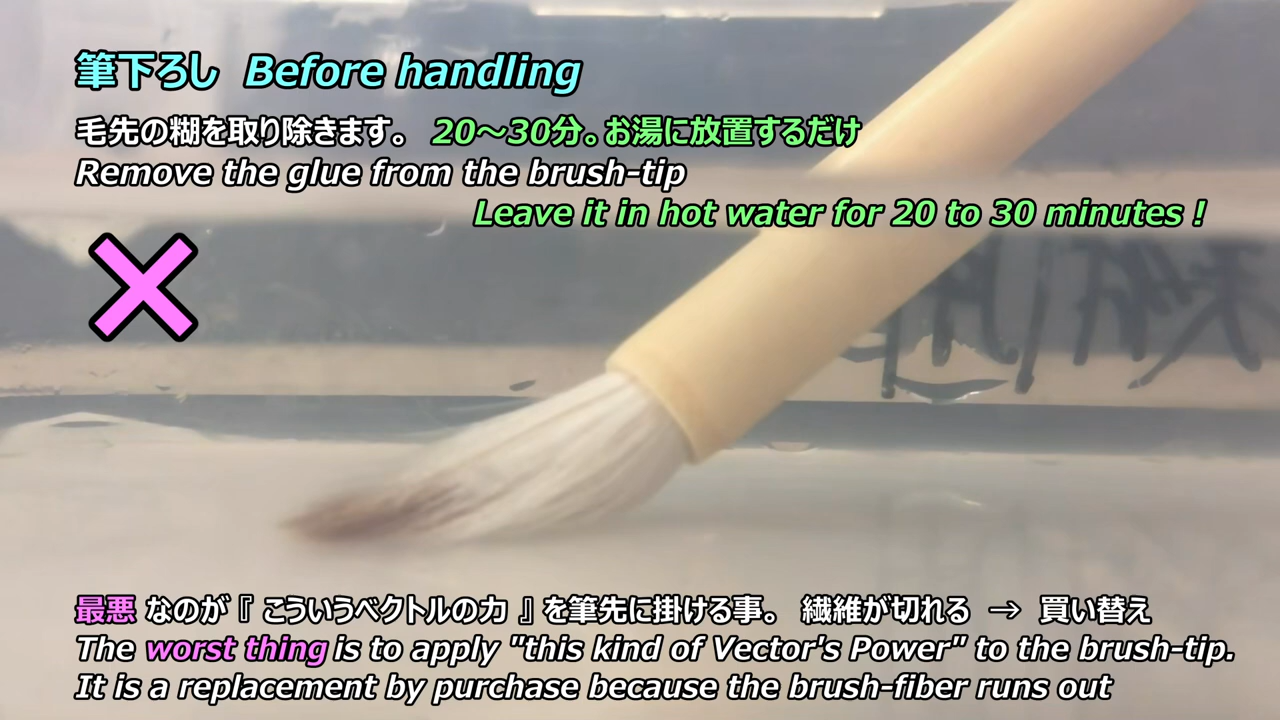 筆下ろし Before handling
毛先の糊を取り除きます。 20～30分。お湯に放置するだけ
Remove the glue from the brush-tip
Leave it in hot water for 20 to 30 minutes !
最悪 なのが『 こういうベクトルの力 』を筆先に掛ける事。 繊維が切れる → 買い替え
The worst thing is to apply "this kind of Vector's Power" to the brush-tip.
It is a replacement by purchase because the brush-fiber runs out